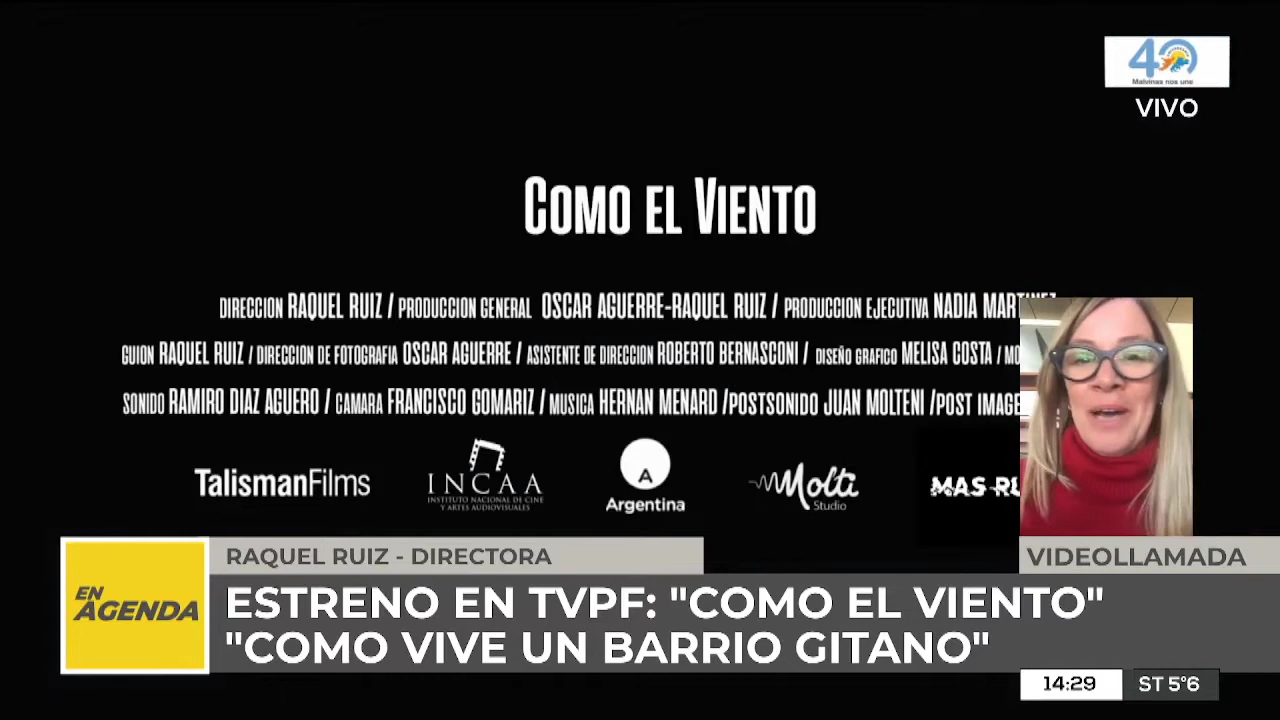 40
Malvinas nos une
VIVO
COMO EL VIENTO
DIRECCION RAQUEL RUIZ / PRODUCCION GENERAL OSCAR AGUERRE-RAQUEL RUIZ / PRODUCCION EJECUTIVA NADIA MARTINEZ
GUION RAQUEL RUIZ / DIRECCION DE FOTOGRAFIA OSCAR AGUERRE / ASISTENTE DE DIRECCION ROBERTO BERNASCONI / DISEÑO GRAFICO MELISA COSTA /
SONIDO RAMIRO DIAZ AGUERO / CAMARA FRANCISCO GOMARIZ / MUSICA HERNAN MENARD /POSTSONIDO JUAN MOLTENI /POST IMAGE
TalismanFilms
INCAA
INSTITUTO NACIONAL DE CINE
Y ARTES AUDIOVISUALES
A
Argentina
Molti
Studio
MAS
RAQUEL RUIZ - DIRECTORA
VIDEOLLAMADA
EN
AGENDA
ESTRENO EN TVPF: "COMO EL VIENTO"
"COMO VIVE UN BARRIO GITANO"
14:29
ST 5°6